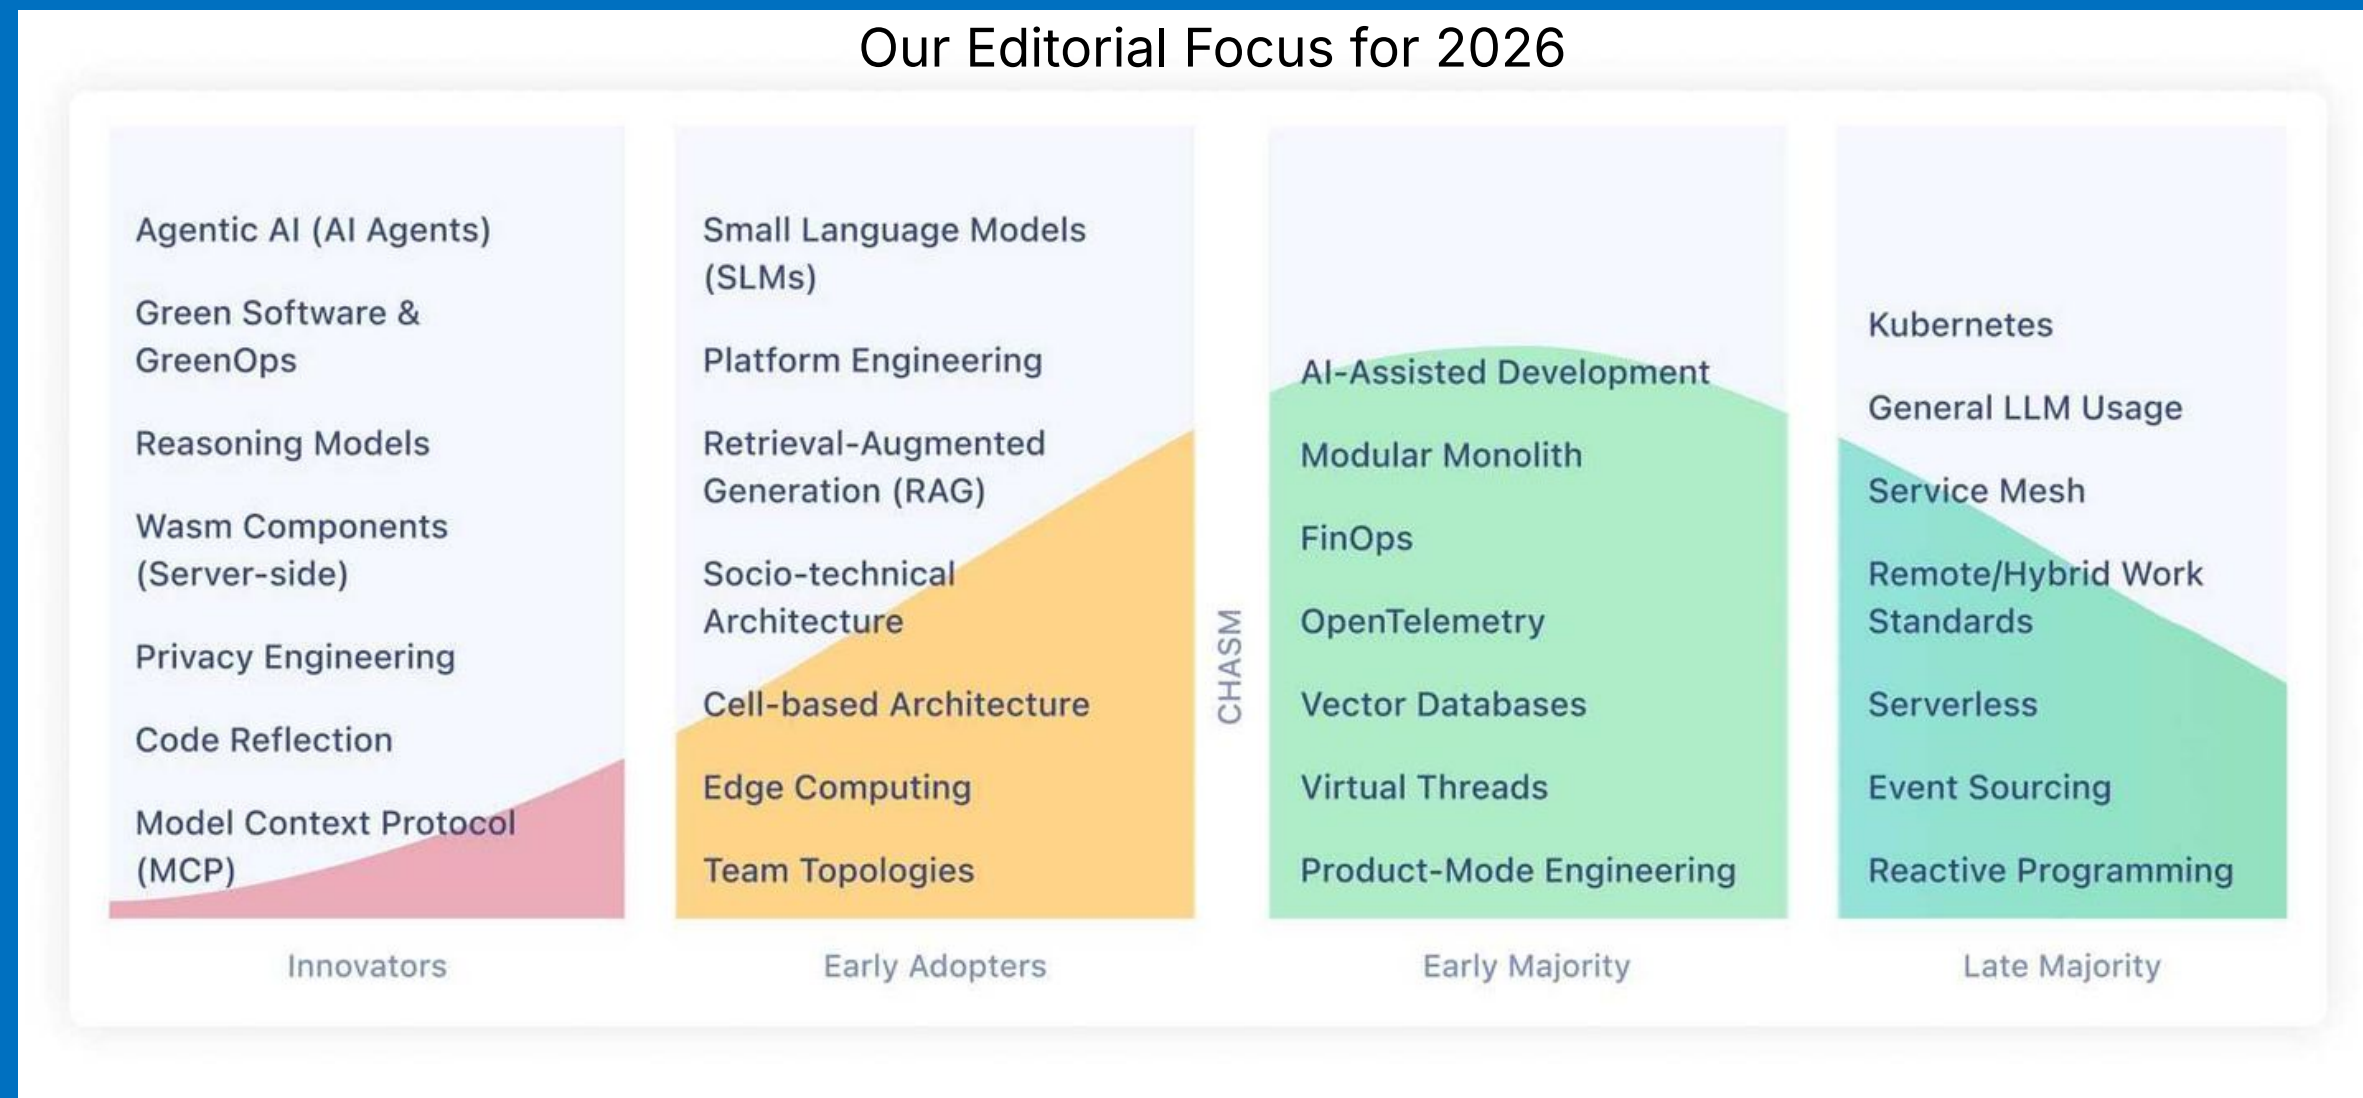 Our Editorial Focus for 2026
Agentic AI (AI Agents)
Green Software &
GreenOps
Reasoning Models
Wasm Components
(Server-side)
Privacy Engineering
Code Reflection
Model Context Protocol
(MCP)
Innovators
Small Language Models
(SLMs)
Platform Engineering
Retrieval-Augmented
Generation (RAG)
Socio-technical
Architecture
Cell-based Architecture
Edge Computing
Team Topologies
Early Adopters
CHASM
AI-Assisted Development
Modular Monolith
FinOps
OpenTelemetry
Vector Databases
Virtual Threads
Product-Mode Engineering
Early Majority
Kubernetes
General LLM Usage
Service Mesh
Remote/Hybrid Work
Standards
Serverless
Event Sourcing
Reactive Programming
Late Majority